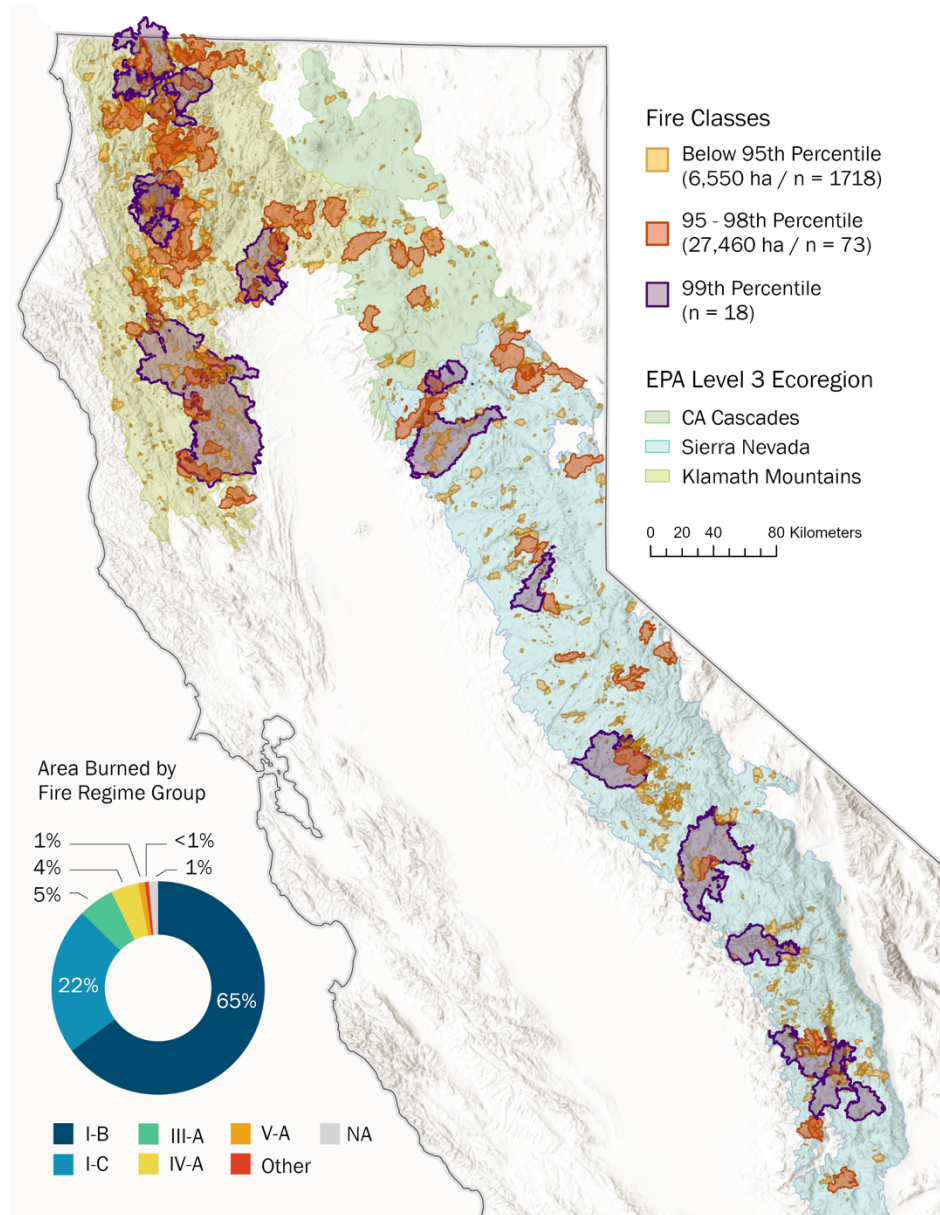 Fire Classes
Below 95th Percentile
(6,550 ha / n = 1718)
95 - 98th Percentile
(27,460 ha / n = 73)
99th Percentile
(n = 18)
EPA Level 3 Ecoregion
CA Cascades
Sierra Nevada
Klamath Mountains
0 20 40 80 Kilometers
Area Burned by
Fire Regime Group
1% <1%
4% 1%
5%
22% 65%
I-B III-A V-A NA
I-C IV-A Other